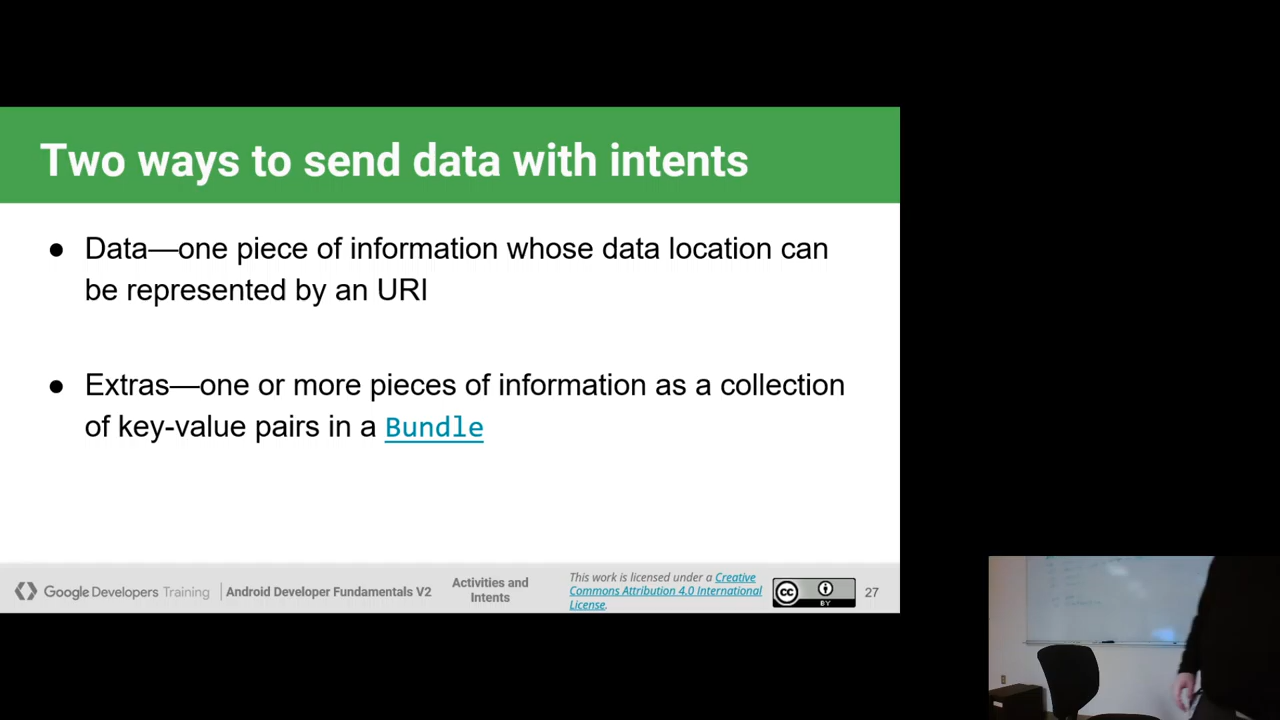 Two ways to send data with intents
● Data—one piece of information whose data location can
be represented by an URI
● Extras—one or more pieces of information as a collection
of key-value pairs in a Bundle
Google Developers Training
Android Developer Fundamentals V2
Activities and
Intents
This work is licensed under a Creative
Commons Attribution 4.0 International
License.
cc
BY
27